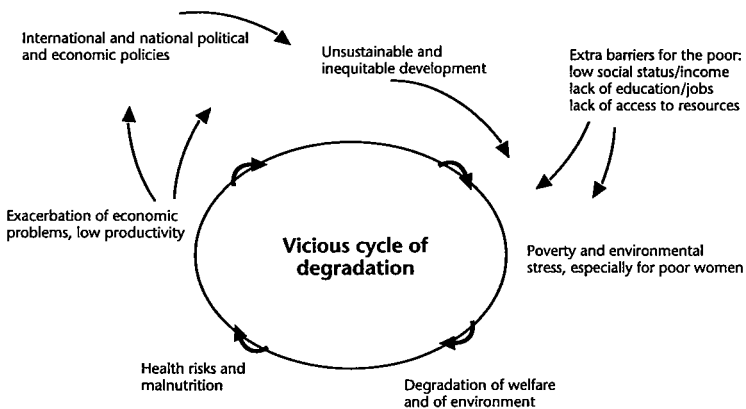 International and national political
and economic policies
Unsustainable and
inequitable development
Extra barriers for the poor:
low social status/income
lack of education/jobs
lack of access to resources
Exacerbation of economic
problems, low productivity
Vicious cycle of
degradation
Poverty and environmental
stress, especially for poor women
Health risks and
malnutrition
Degradation of welfare
and of environment